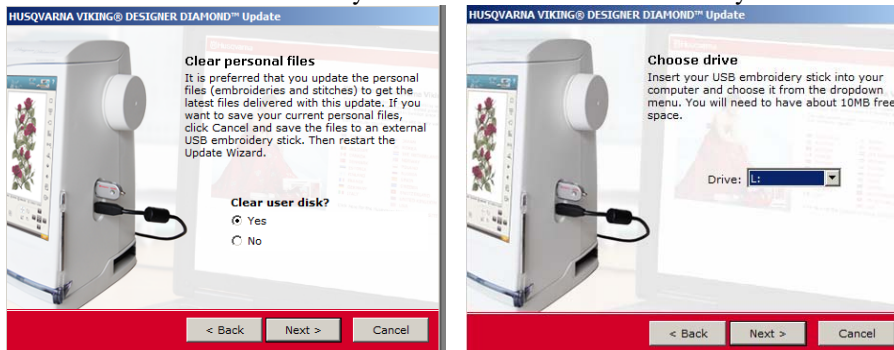 HUSQVARNA VIKING® DESIGNER DIAMOND™ Update
Clear personal files
It is preferred that you update the personal
files (embroideries and stitches) to get the
latest files delivered with this update. If you
want to save your current personal files,
click Cancel and save the files to an external
USB embroidery stick. Then restart the
Update Wizard.
Clear user disk?
Yes
No
< Back Next > Cancel
HUSQVARNA VIKING® DESIGNER DIAMOND™ Update
Choose drive
Insert your USB embroidery stick into your
computer and choose it from the dropdown
menu. You will need to have about 10MB free
space.
Drive: L:
< Back Next > Cancel